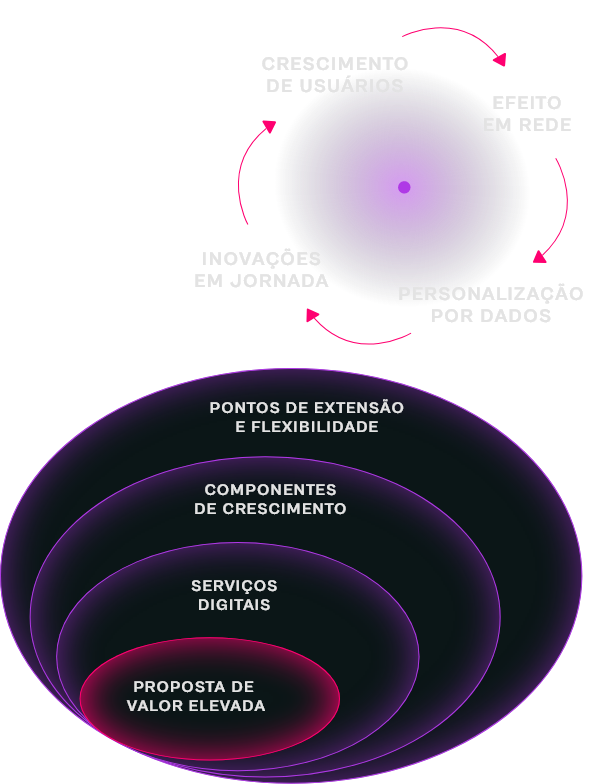 CRESCIMENTO
DE USUÁRIOS
EFEITO
EM REDE
INOVAÇÕES
EM JORNADA
PERSONALIZAÇÃO
POR DADOS
PONTOS DE EXTENSÃO
E FLEXIBILIDADE
COMPONENTES
DE CRESCIMENTO
SERVIÇOS
DIGITAIS
PROPOSTA DE
VALOR ELEVADA